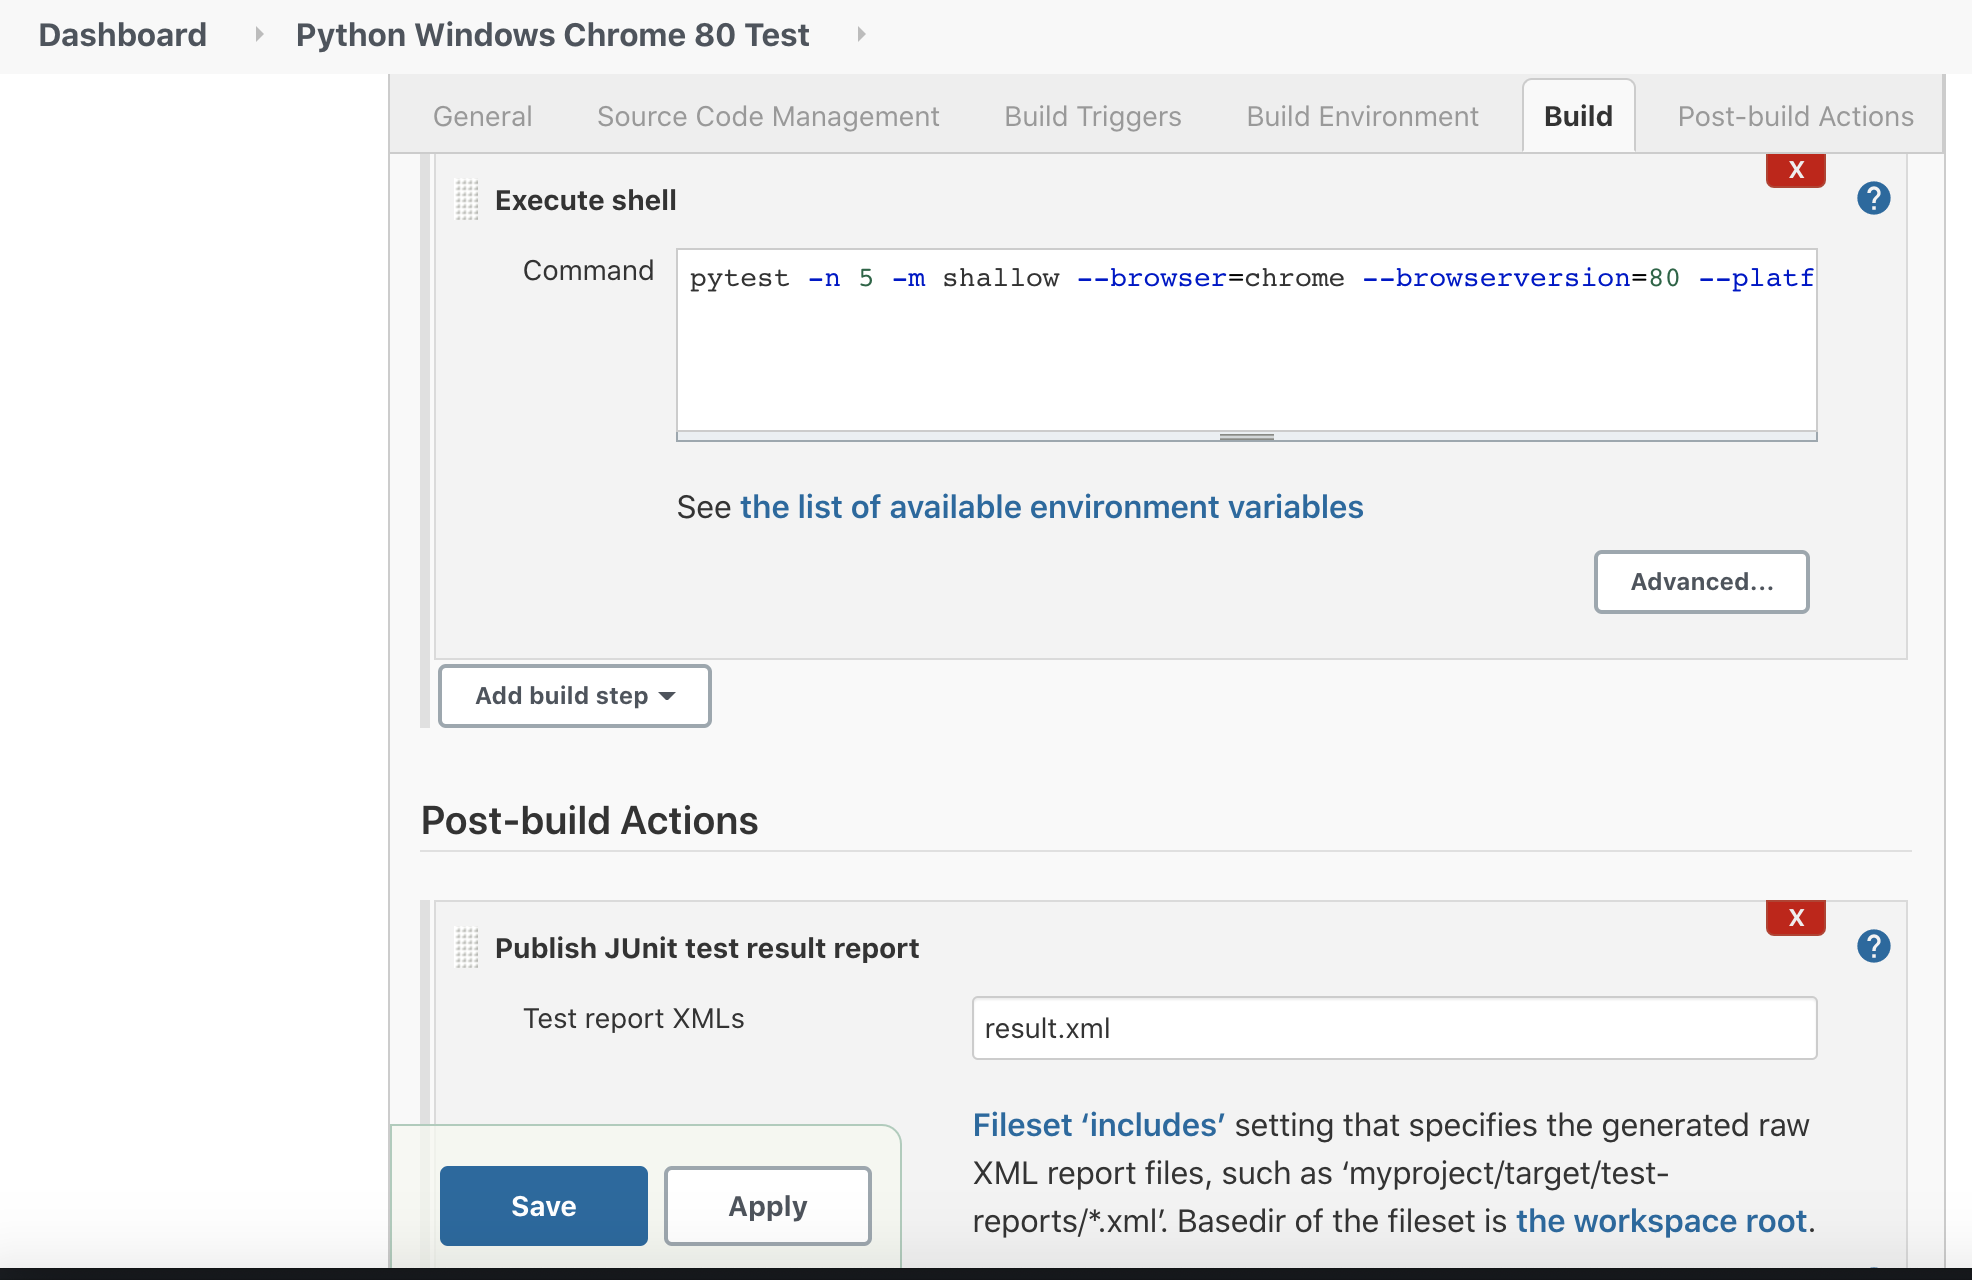 Dashboard Python Windows Chrome 80 Test
General Source Code Management Build Triggers Build Environment Build Post-build Actions
X
Execute shell ?
Command pytest -n 5 -m shallow --browser=chrome --browserversion=80 --platf
See the list of available environment variables
Advanced...
Add build step
Post-build Actions
X
Publish JUnit test result report ?
Test report XMLs result.xml
Fileset ‘includes’ setting that specifies the generated raw
XML report files, such as ‘myproject/target/test-
reports/*.xml’. Basedir of the fileset is the workspace root.
Save Apply